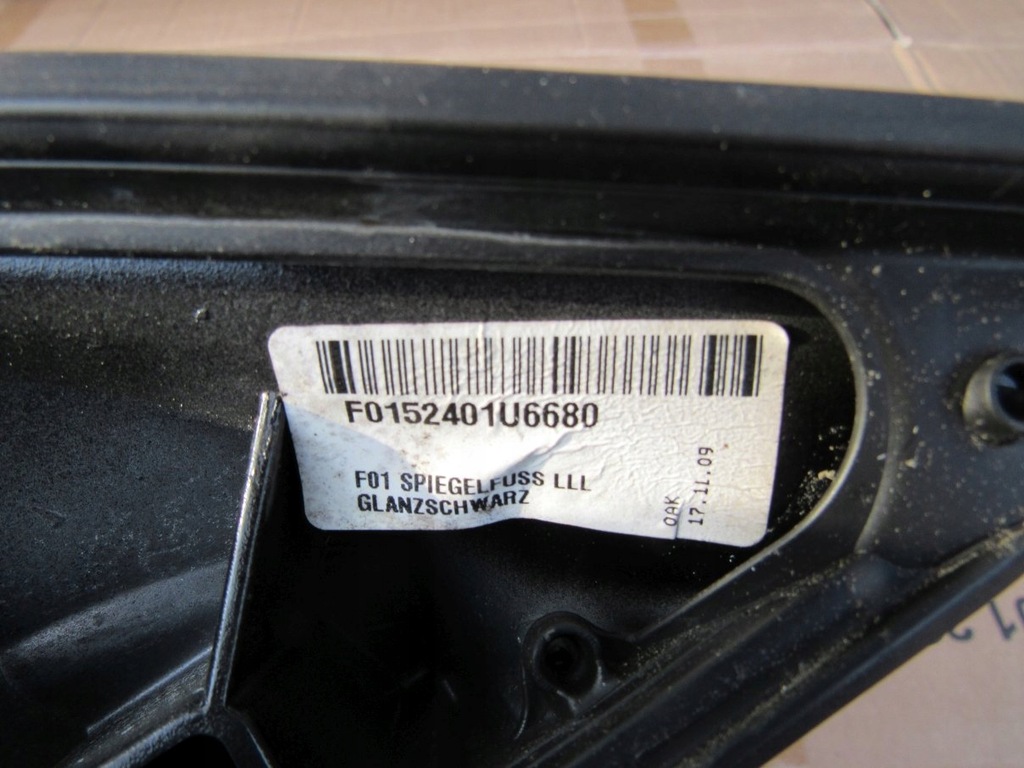 F0152401U6680
F01 SPIEGELFUSS LLL
GLANZSCHWARZ
OAK
17.11.09